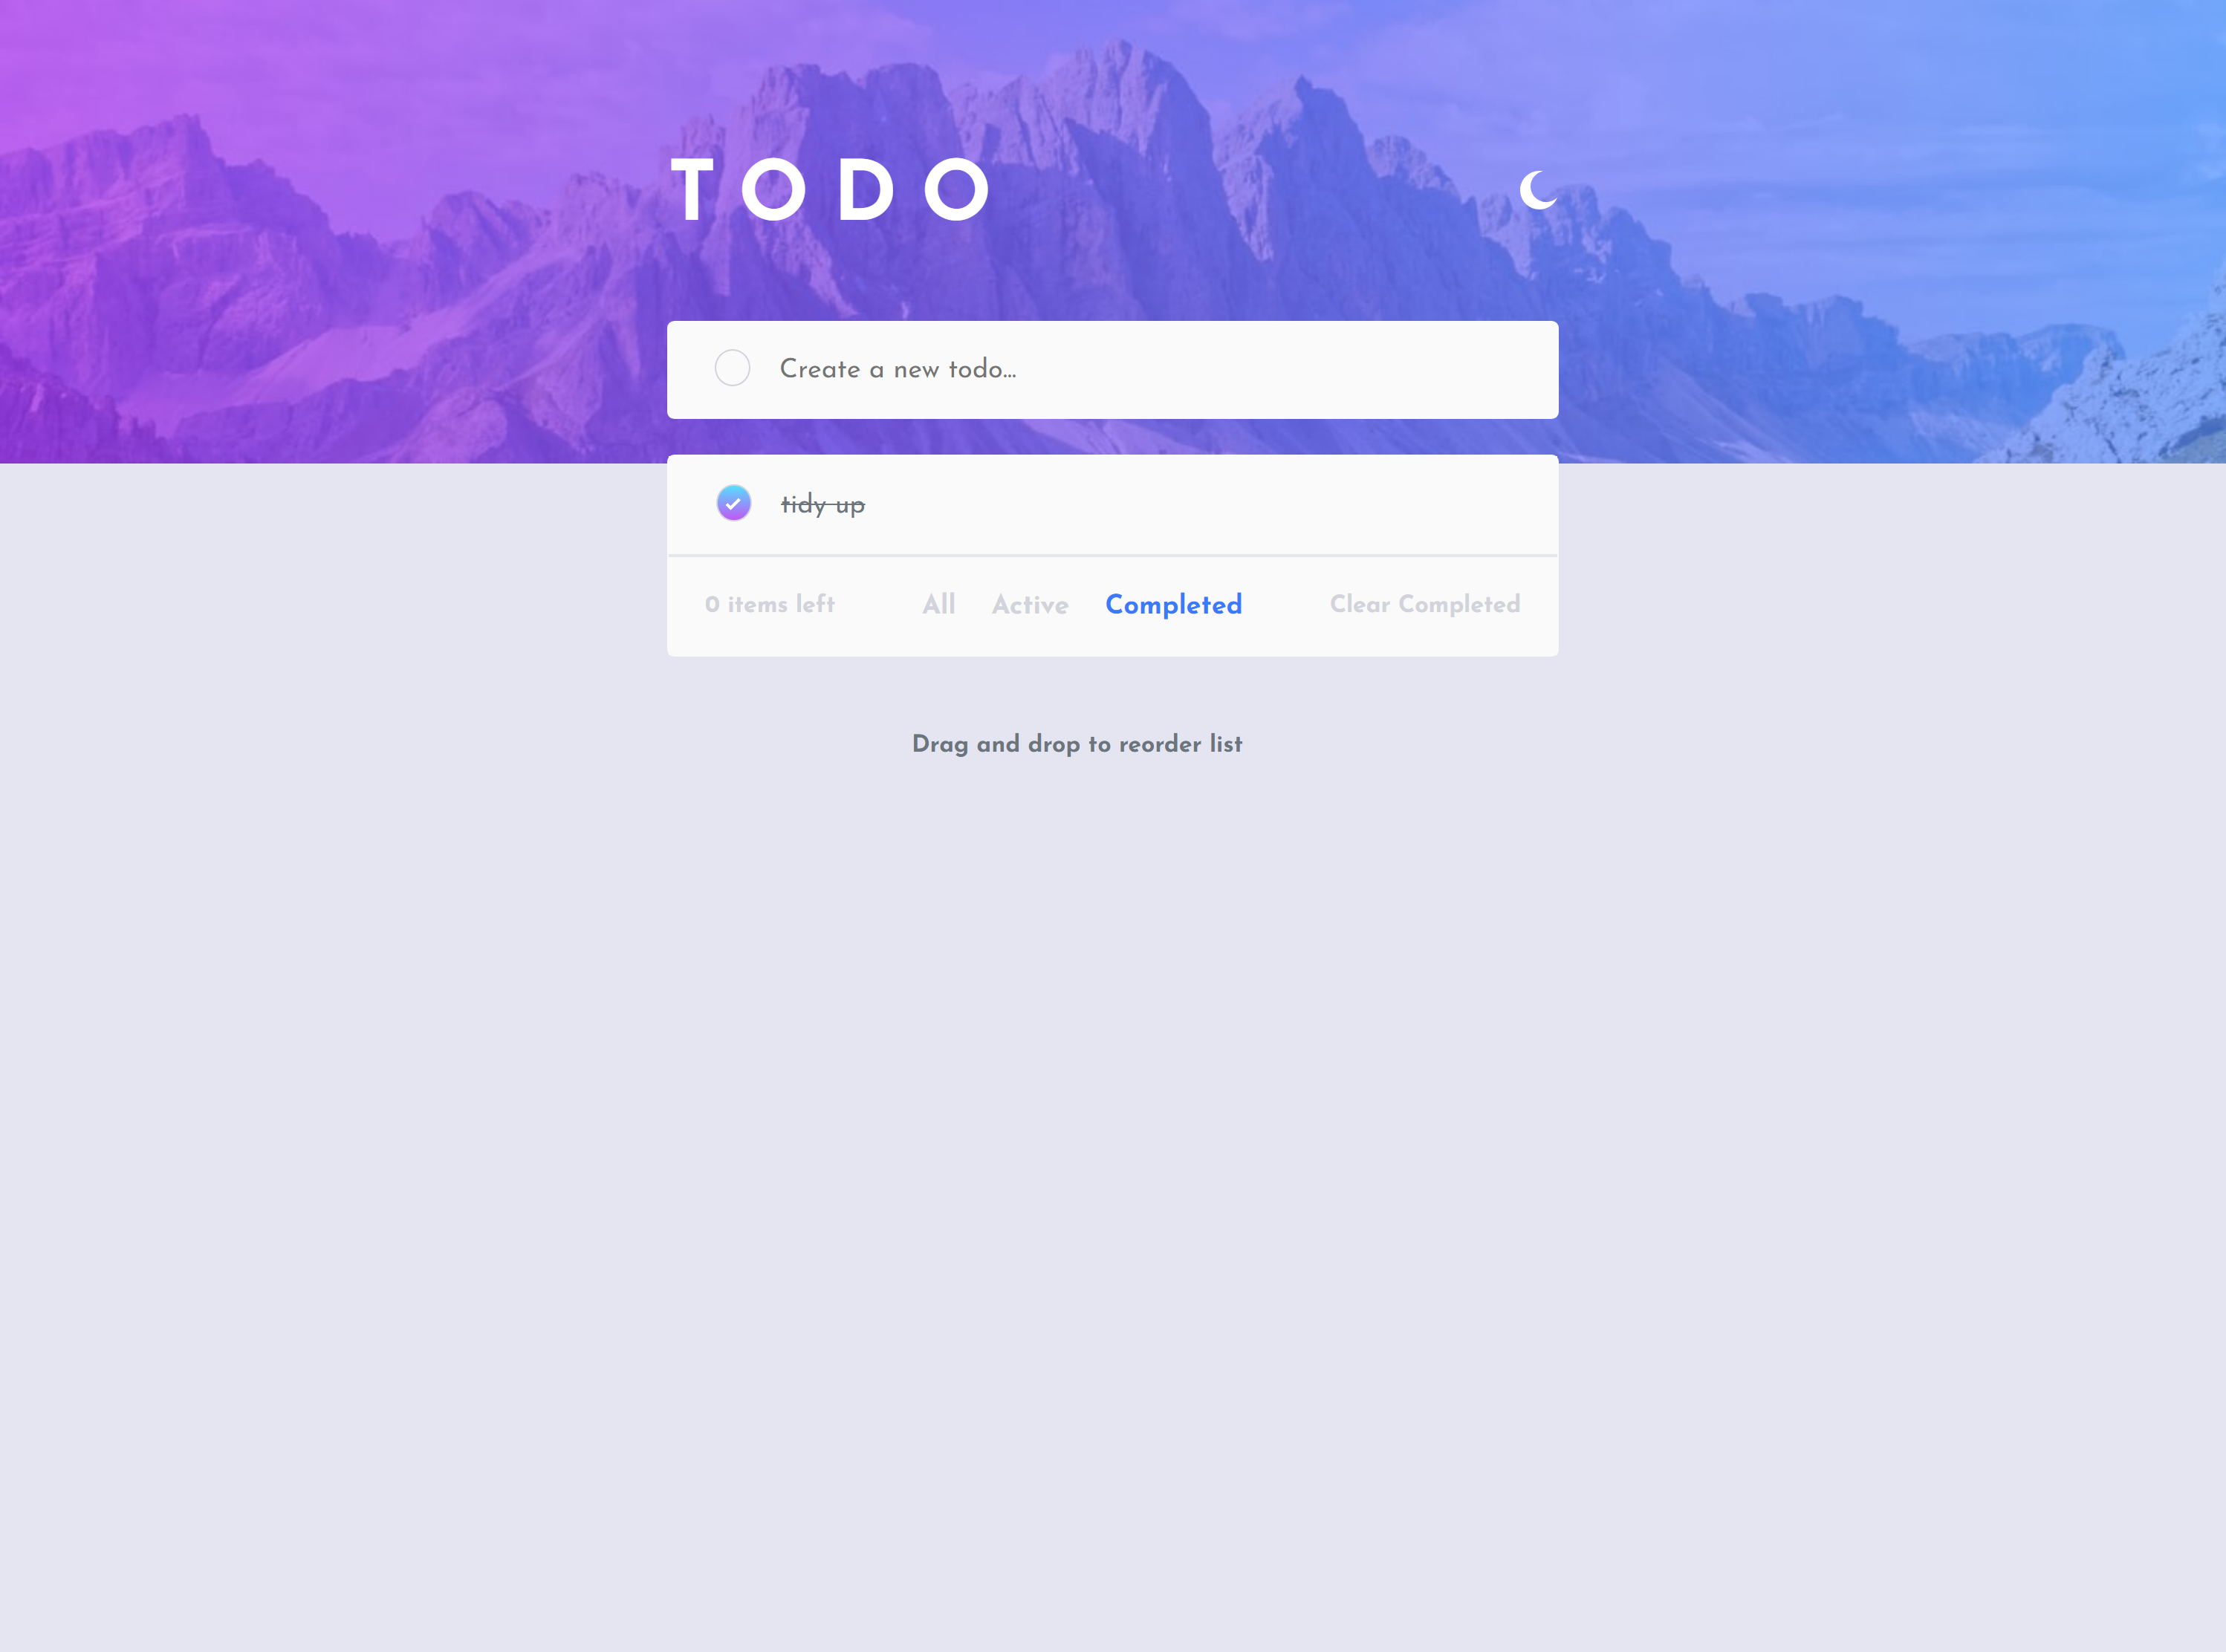 TODO
Create a new todo...
tidy up
0 items left All Active Completed Clear Completed
Drag and drop to reorder list